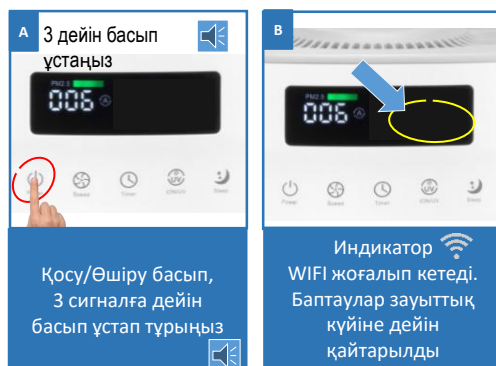 A
3 дейін басып
ұстаңыз
PM2.5
006
A
Power
Speed
Timer
ION/UV
Sleep
Қосу/Өшіру басып,
3 сигналға дейін
басып ұстап тұрыңыз
B
006
A
Power
Speed
Timer
ION/UV
Sleep
Индикатор
WIFI жоғалып кетеді.
Баптаулар зауыттық
күйіне дейін
қайтарылды